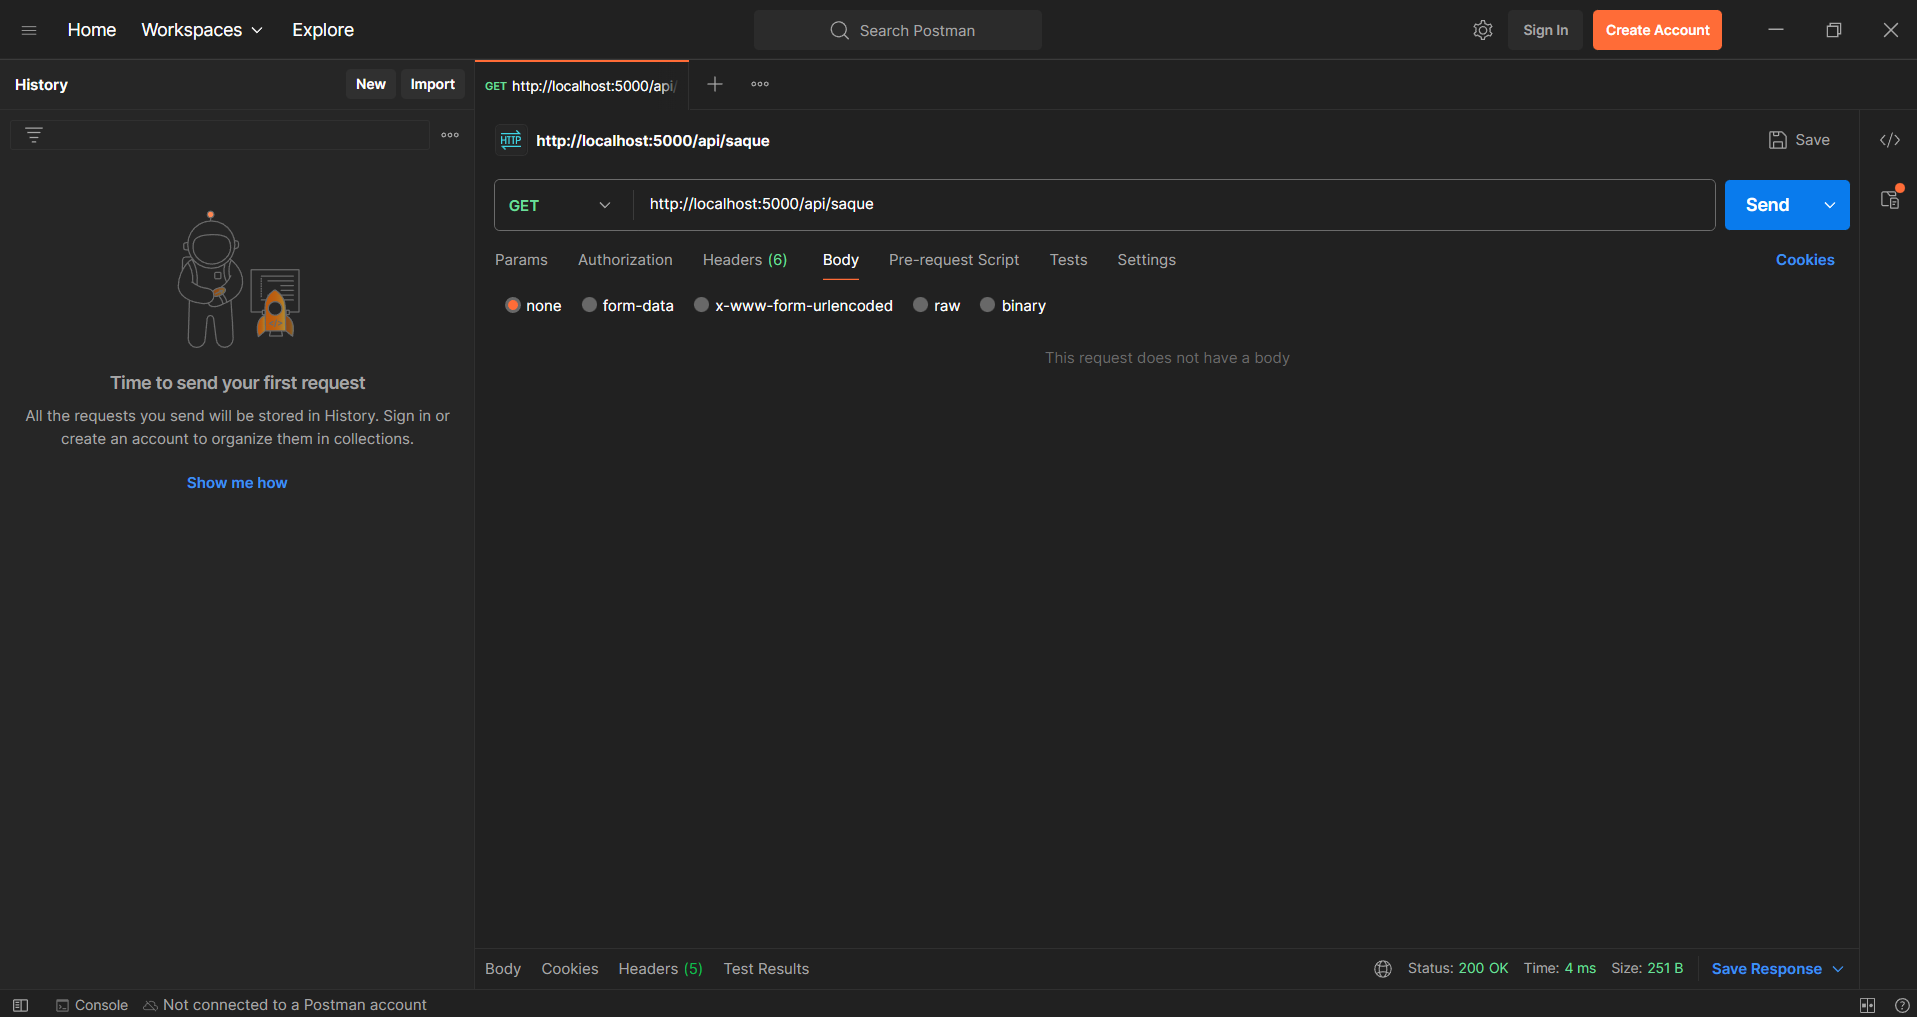 Home Workspaces Explore Search Postman Sign In Create Account
History New Import GET http://localhost:5000/api/
HTTP http://localhost:5000/api/saque Save </>
GET http://localhost:5000/api/saque Send
Params Authorization Headers (6) Body Pre-request Script Tests Settings Cookies
none form-data x-www-form-urlencoded raw binary
This request does not have a body
Time to send your first request
All the requests you send will be stored in History. Sign in or
create an account to organize them in collections.
Show me how
Body Cookies Headers (5) Test Results Status: 200 OK Time: 4 ms Size: 251 B Save Response
Console Not connected to a Postman account